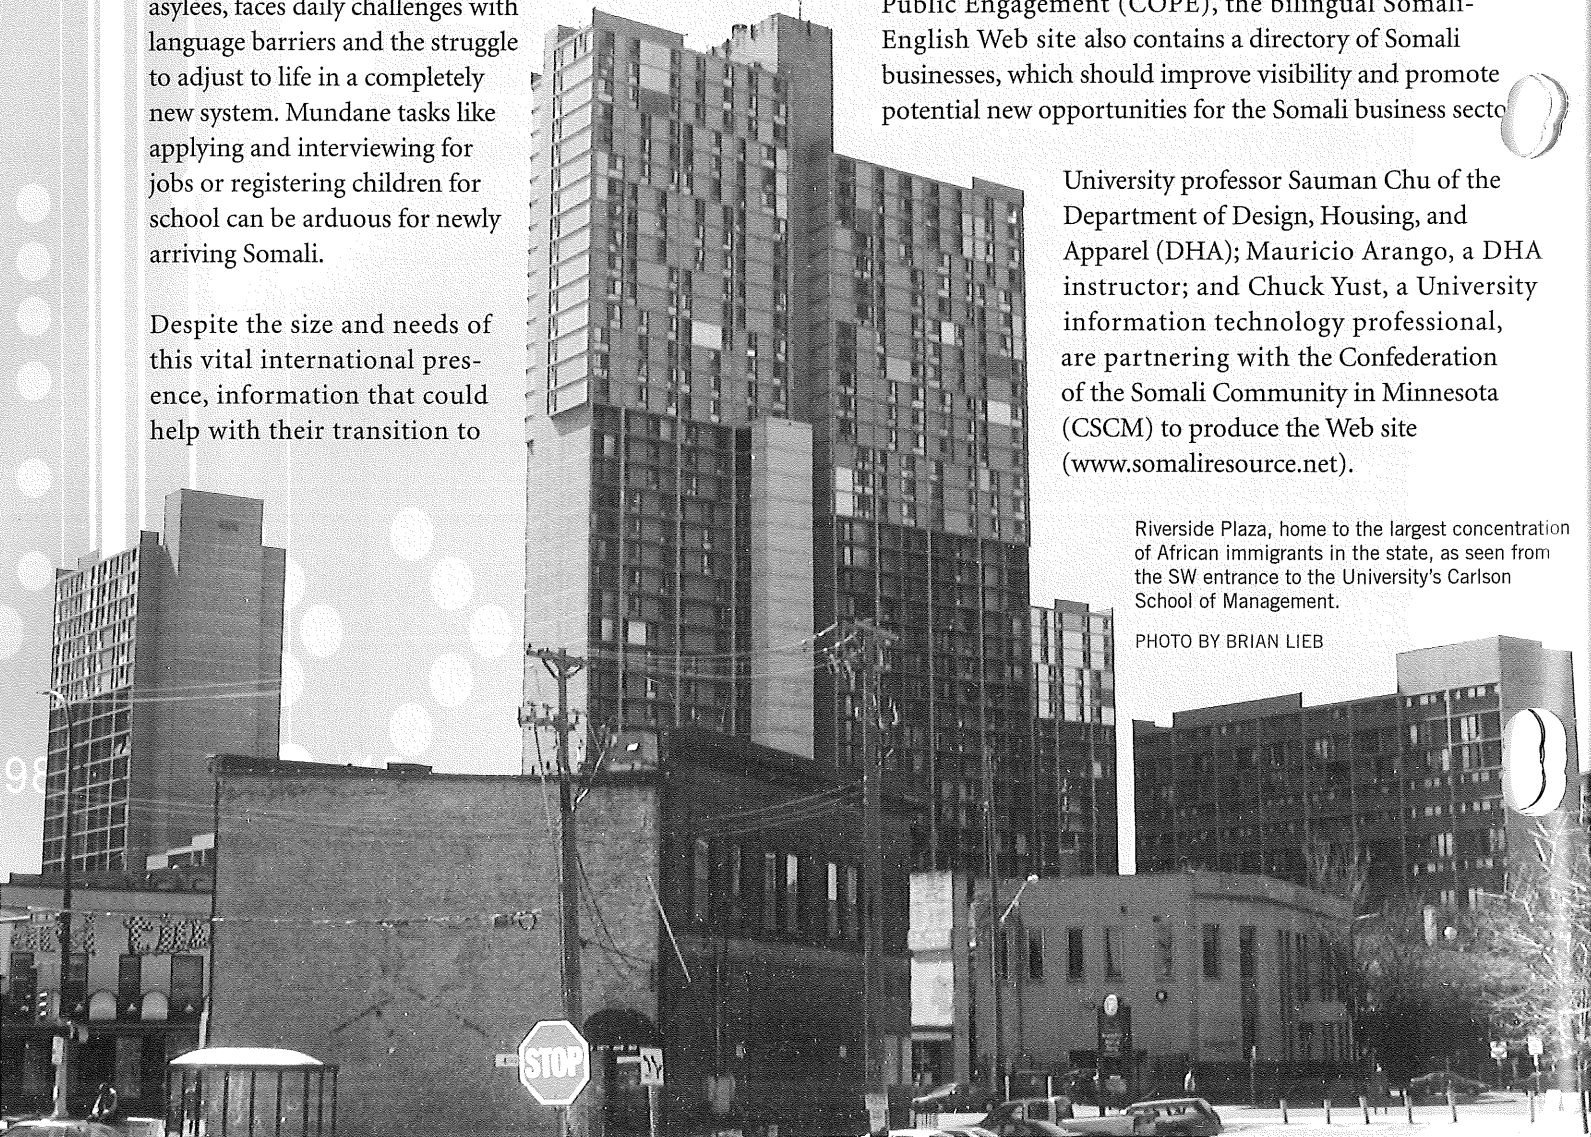 asylees, faces daily challenges with
language barriers and the struggle
to adjust to life in a completely
new system. Mundane tasks like
applying and interviewing for
jobs or registering children for
school can be arduous for newly
arriving Somali.
Despite the size and needs of
this vital international pres-
ence, information that could
help with their transition to
Public Engagement (COPE), the bilingual Somali-
English Web site also contains a directory of Somali
businesses, which should improve visibility and promote
potential new opportunities for the Somali business secto
University professor Sauman Chu of the
Department of Design, Housing, and
Apparel (DHA); Mauricio Arango, a DHA
instructor; and Chuck Yust, a University
information technology professional,
are partnering with the Confederation
of the Somali Community in Minnesota
(CSCM) to produce the Web site
(www.somaliresource.net).
Riverside Plaza, home to the largest concentration
of African immigrants in the state, as seen from
the SW entrance to the University's Carlson
School of Management.
PHOTO BY BRIAN LIEB
98
STOP